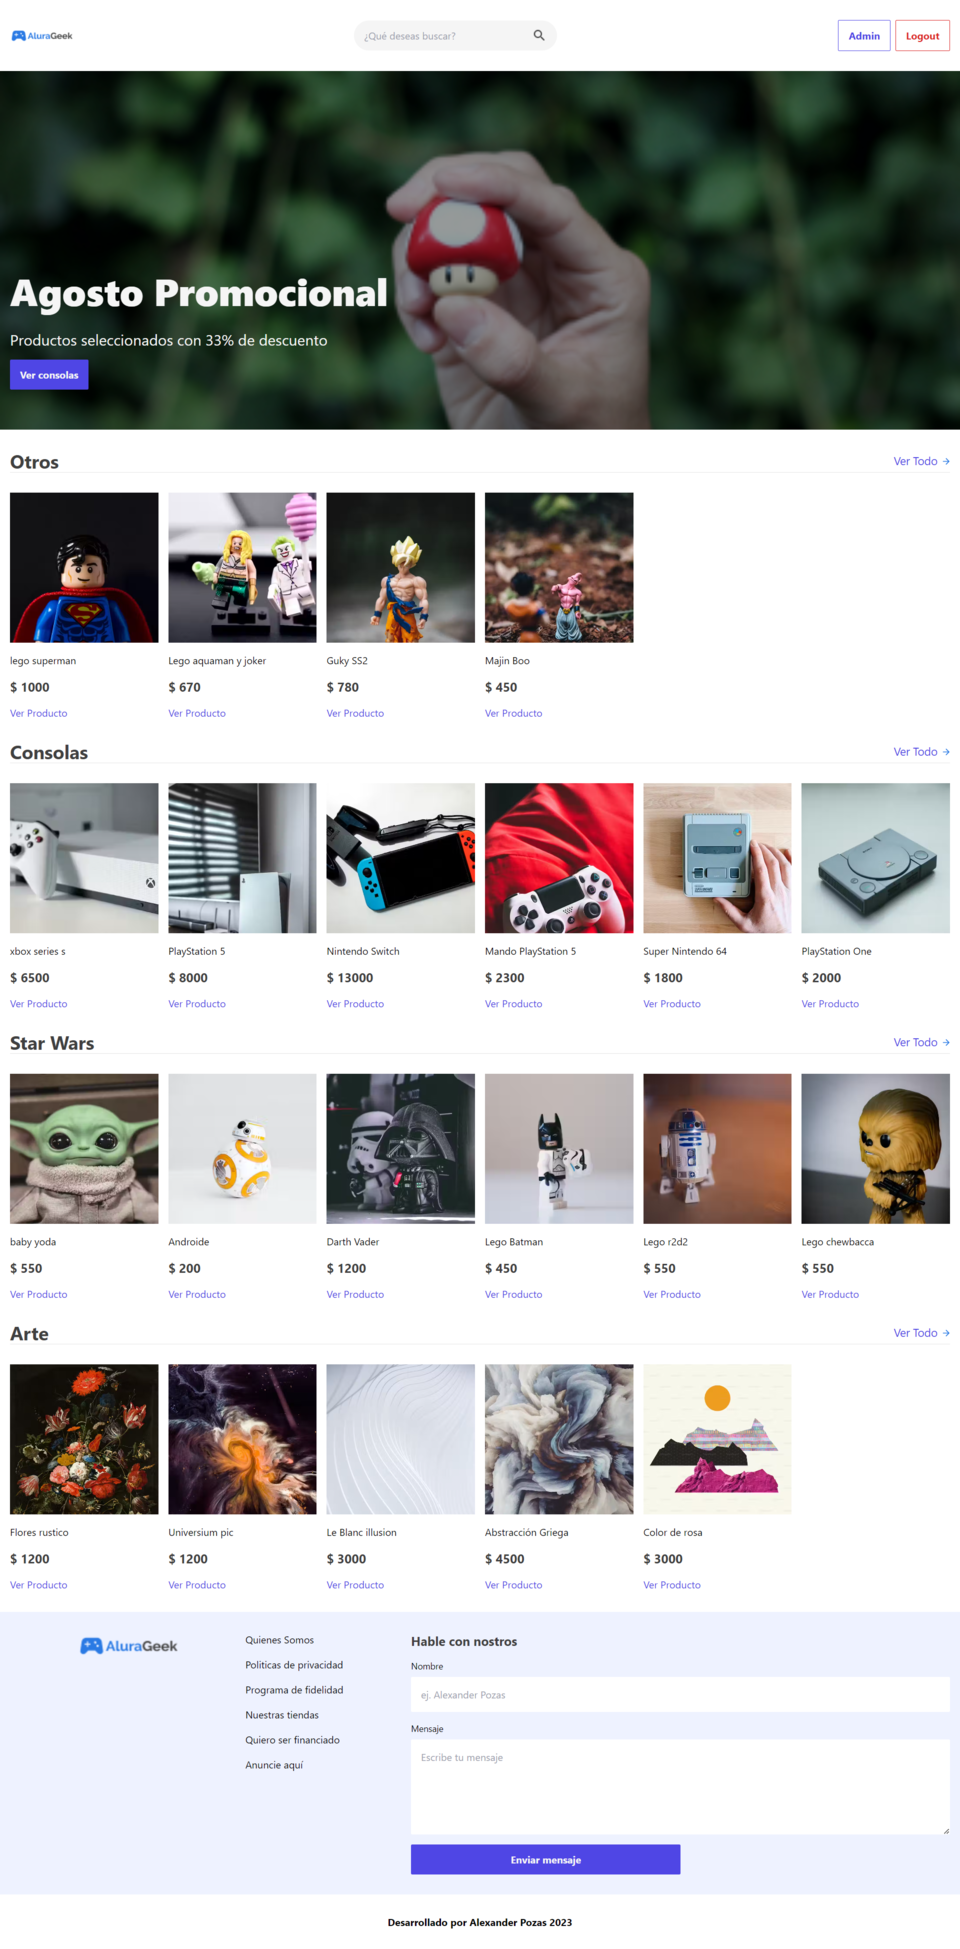 AluraGeek
¿Qué deseas buscar?
Admin
Logout
Agosto Promocional
Productos seleccionados con 33% de descuento
Ver consolas
Otros
Ver Todo →
lego superman
Lego aquaman y joker
Guky SS2
Majin Boo
$ 1000
$ 670
$ 780
$ 450
Ver Producto
Ver Producto
Ver Producto
Ver Producto
Consolas
Ver Todo →
xbox series s
PlayStation 5
Nintendo Switch
Mando PlayStation 5
Super Nintendo 64
PlayStation One
$ 6500
$ 8000
$ 13000
$ 2300
$ 1800
$ 2000
Ver Producto
Ver Producto
Ver Producto
Ver Producto
Ver Producto
Ver Producto
Star Wars
Ver Todo →
baby yoda
Androide
Darth Vader
Lego Batman
Lego r2d2
Lego chewbacca
$ 550
$ 200
$ 1200
$ 450
$ 550
$ 550
Ver Producto
Ver Producto
Ver Producto
Ver Producto
Ver Producto
Ver Producto
Arte
Ver Todo →
Flores rustico
Universium pic
Le Blanc illusion
Abstracción Griega
Color de rosa
$ 1200
$ 1200
$ 3000
$ 4500
$ 3000
Ver Producto
Ver Producto
Ver Producto
Ver Producto
Ver Producto
AluraGeek
Quienes Somos
Politicas de privacidad
Programa de fidelidad
Nuestras tiendas
Quiero ser financiado
Anuncie aquí
Hable con nostros
Nombre
ej. Alexander Pozas
Mensaje
Escribe tu mensaje
Enviar mensaje
Desarrollado por Alexander Pozas 2023